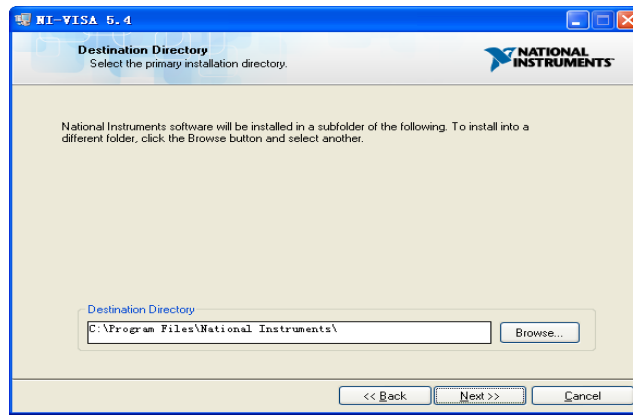 NI-VISA 5.4
Destination Directory
Select the primary installation directory.
NATIONAL
INSTRUMENTS
National Instruments software will be installed in a subfolder of the following. To install into a
different folder, click the Browse button and select another.
Destination Directory
C:\Program Files\National Instruments\
Browse...
<< Back
Next >>
Cancel